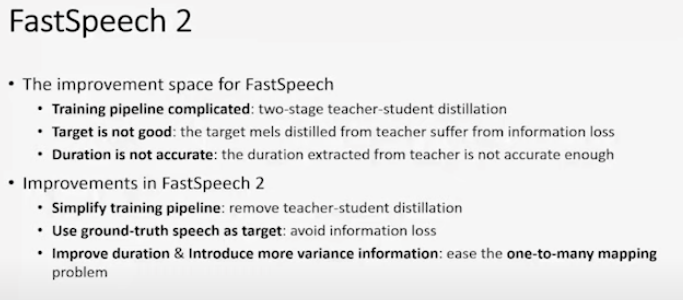 FastSpeech 2
• The improvement space for FastSpeech
• Training pipeline complicated: two-stage teacher-student distillation
• Target is not good: the target mels distilled from teacher suffer from information loss
• Duration is not accurate: the duration extracted from teacher is not accurate enough
• Improvements in FastSpeech 2
• Simplify training pipeline: remove teacher-student distillation
• Use ground-truth speech as target: avoid information loss
• Improve duration & Introduce more variance information: ease the one-to-many mapping
problem